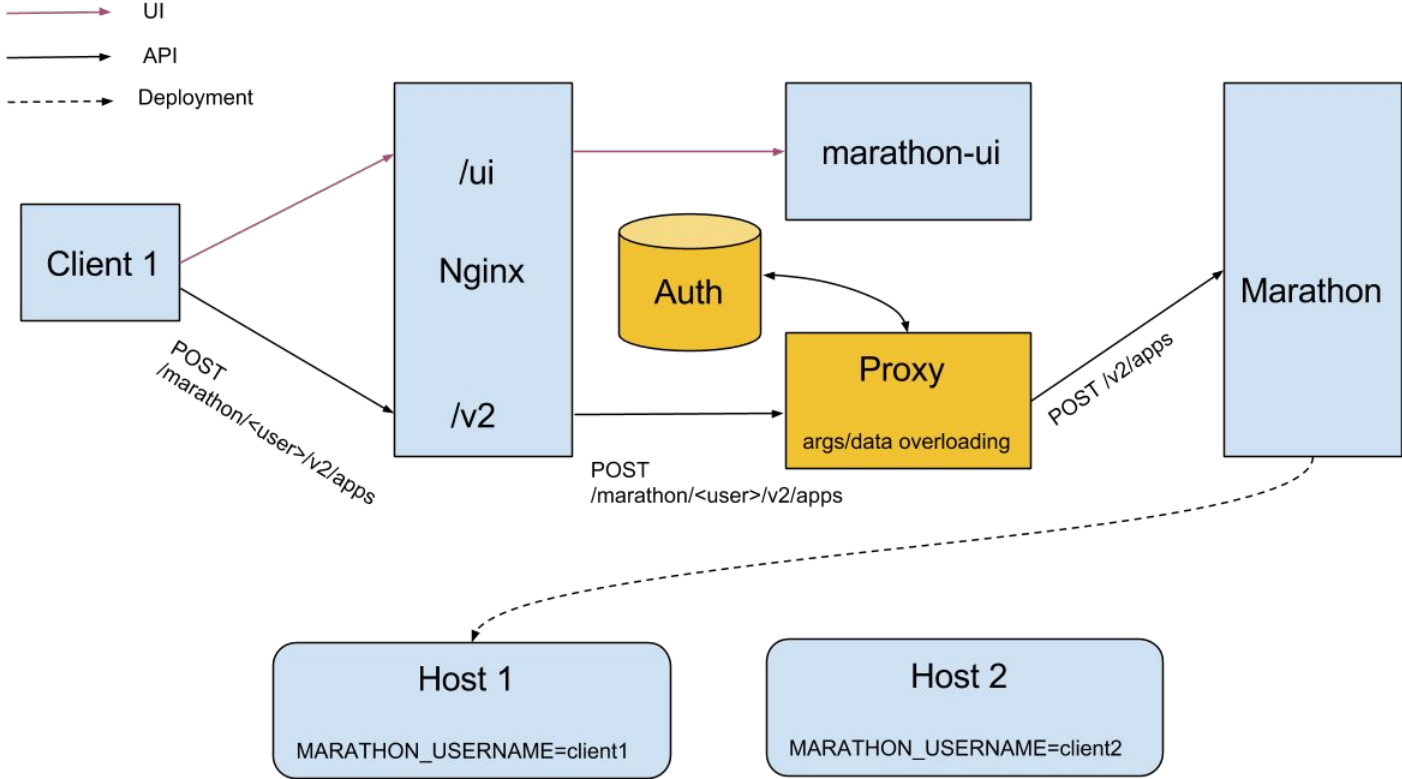 UI
API
Deployment
/ui
marathon-ui
Client 1
Nginx
Auth
Marathon
Proxy
args/data overloading
/v2
POST
/marathon/<user>/v2/apps
POST
/marathon/<user>/v2/apps
POST /v2/apps
Host 1
MARATHON_USERNAME=client1
Host 2
MARATHON_USERNAME=client2